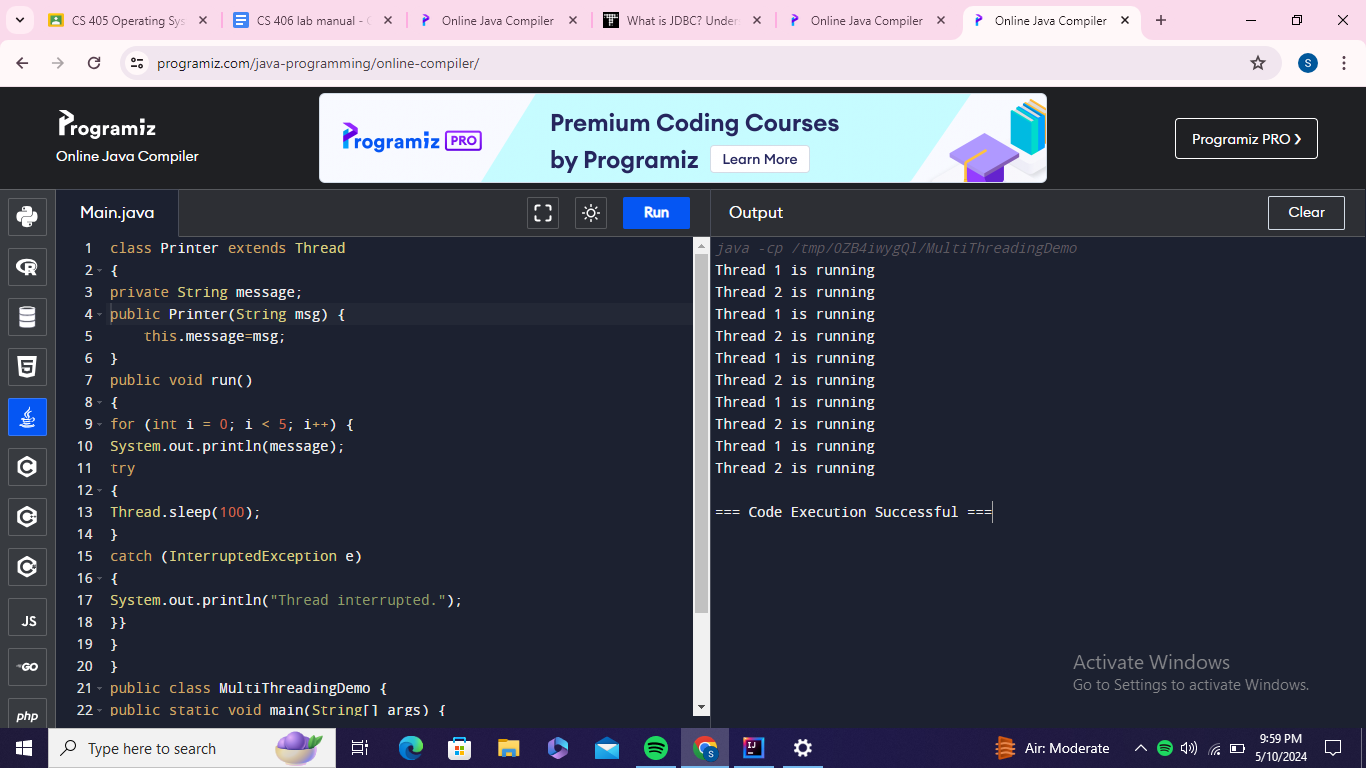 CS 405 Operating Sys
CS 406 lab manual - G
Online Java Compiler
What is JDBC? Unders
Online Java Compiler
Online Java Compiler
programiz.com/java-programming/online-compiler/
S
Programiz
Online Java Compiler
Programiz PRO
Premium Coding Courses
by Programiz
Learn More
Programiz PRO ❯
Main.java
Run
Output
Clear
1 class Printer extends Thread
2 {
3 private String message;
4 public Printer(String msg) {
5 this.message=msg;
6 }
7 public void run()
8 {
9 for (int i = 0; i < 5; i++) {
10 System.out.println(message);
11 try
12 {
13 Thread.sleep(100);
14 }
15 catch (InterruptedException e)
16 {
17 System.out.println("Thread interrupted.");
18 }}
19 }
20 }
21 public class MultiThreadingDemo {
22 public static void main(String[] args) {
java -cp /tmp/0ZB4iwygQl/MultiThreadingDemo
Thread 1 is running
Thread 2 is running
Thread 1 is running
Thread 2 is running
Thread 1 is running
Thread 2 is running
Thread 1 is running
Thread 2 is running
Thread 1 is running
Thread 2 is running
=== Code Execution Successful ===
JS
GO
php
Activate Windows
Go to Settings to activate Windows.
Type here to search
Air: Moderate
9:59 PM
5/10/2024